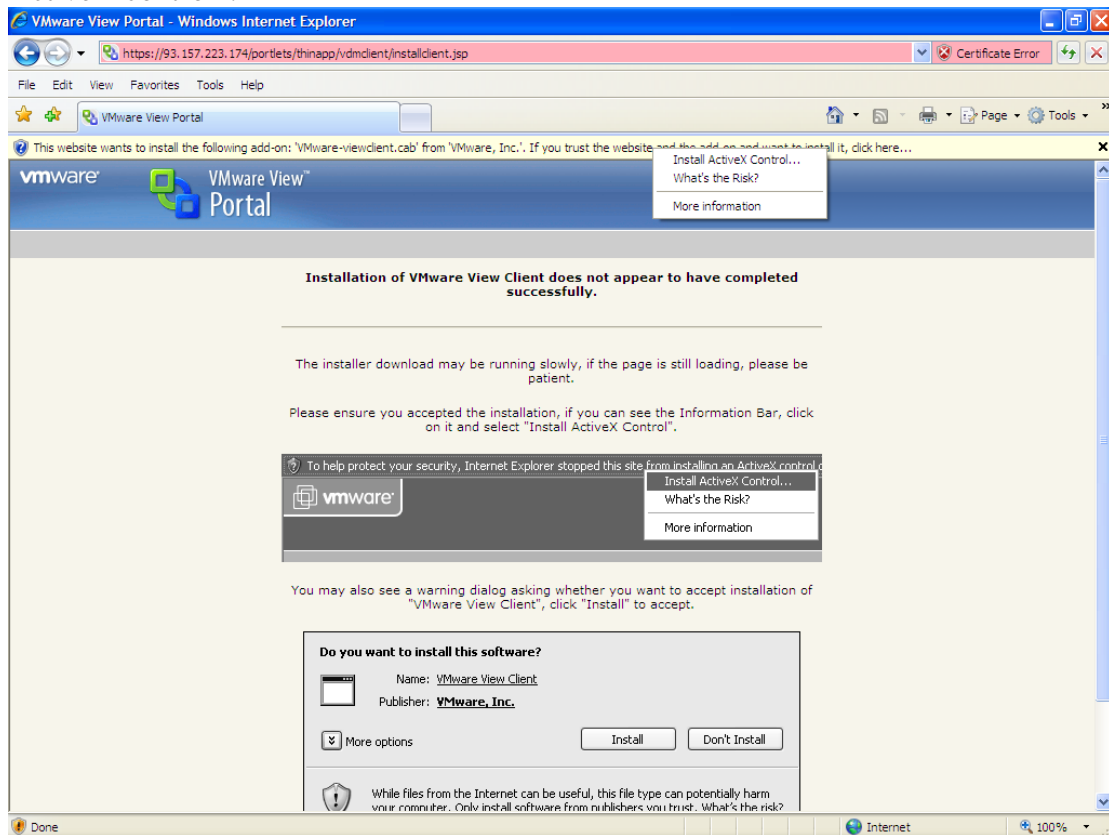 VMware View Portal - Windows Internet Explorer
https://93.157.223.174/portlets/thinapp/vdmclient/installclient.jsp
Certificate Error
File Edit View Favorites Tools Help
VMware View Portal
Page Tools
This website wants to install the following add-on: 'VMware-viewclient.cab' from 'VMware, Inc.'. If you trust the website and the add-on and want to install it, click here...
Install ActiveX Control...
What's the Risk?
More information
vmware
VMware View™
Portal
Installation of VMware View Client does not appear to have completed
successfully.
The installer download may be running slowly, if the page is still loading, please be
patient.
Please ensure you accepted the installation, if you can see the Information Bar, click
on it and select "Install ActiveX Control".
To help protect your security, Internet Explorer stopped this site from installing an ActiveX control
Install ActiveX Control...
What's the Risk?
More information
vmware
You may also see a warning dialog asking whether you want to accept installation of
"VMware View Client", click "Install" to accept.
Do you want to install this software?
Name: VMware View Client
Publisher: VMware, Inc.
More options
Install
Don't Install
While files from the Internet can be useful, this file type can potentially harm
your computer. Only install software from publishers you trust. What's the risk?
Done
Internet
100%